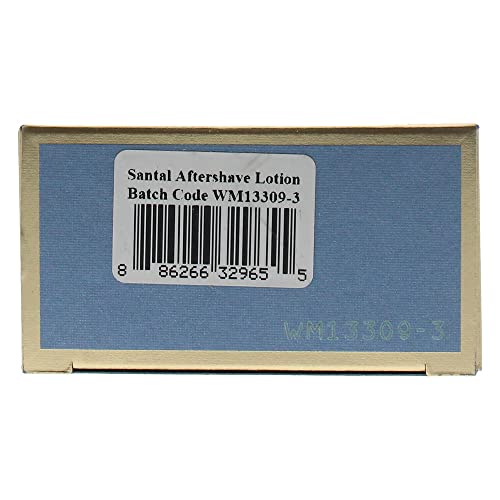 Santal Aftershave Lotion
Batch Code WM13309-3
8 86266 32965 5
WM13309-3